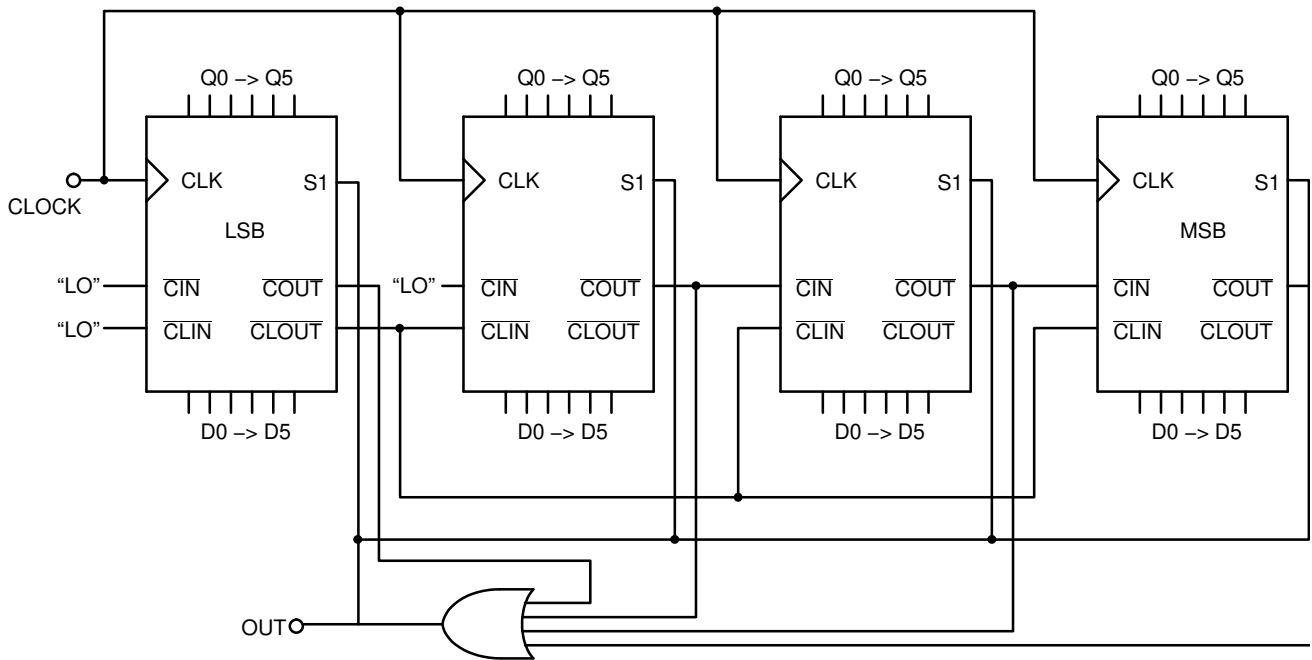 Q0 –> Q5
Q0 –> Q5
Q0 –> Q5
Q0 –> Q5
CLK
S1
CLK
S1
CLK
S1
CLK
S1
CLOCK
LSB
MSB
“LO”
CIN
COUT
“LO”
CIN
COUT
CIN
COUT
CIN
COUT
“LO”
CLIN
CLOUT
CLIN
CLOUT
CLIN
CLOUT
CLIN
CLOUT
D0 –> D5
D0 –> D5
D0 –> D5
D0 –> D5
OUT